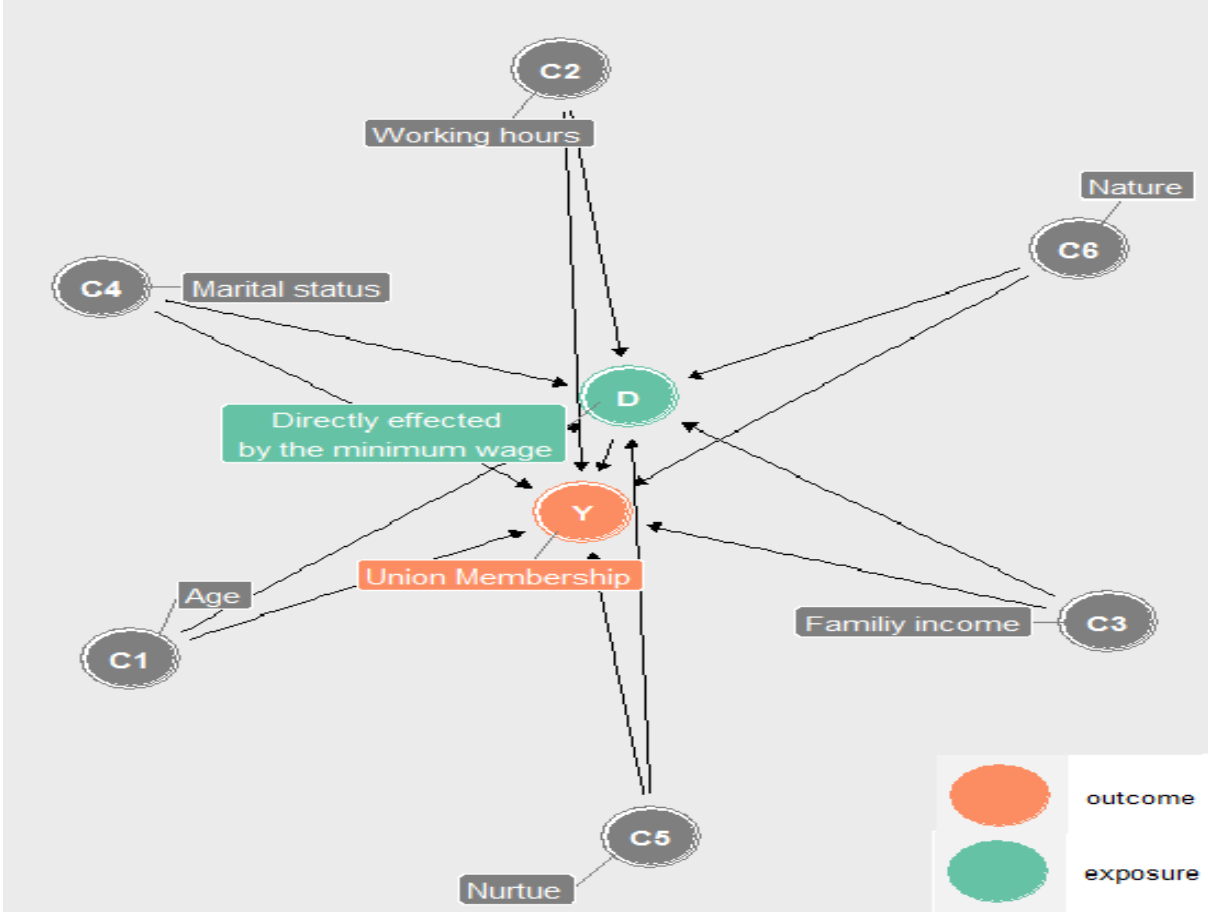 C2
Working hours
Nature
C6
C4
Marital status
D
Directly effected
by the minimum wage
Y
Union Membership
Age
C1
Familiy income
C3
C5
Nurtue
outcome
exposure